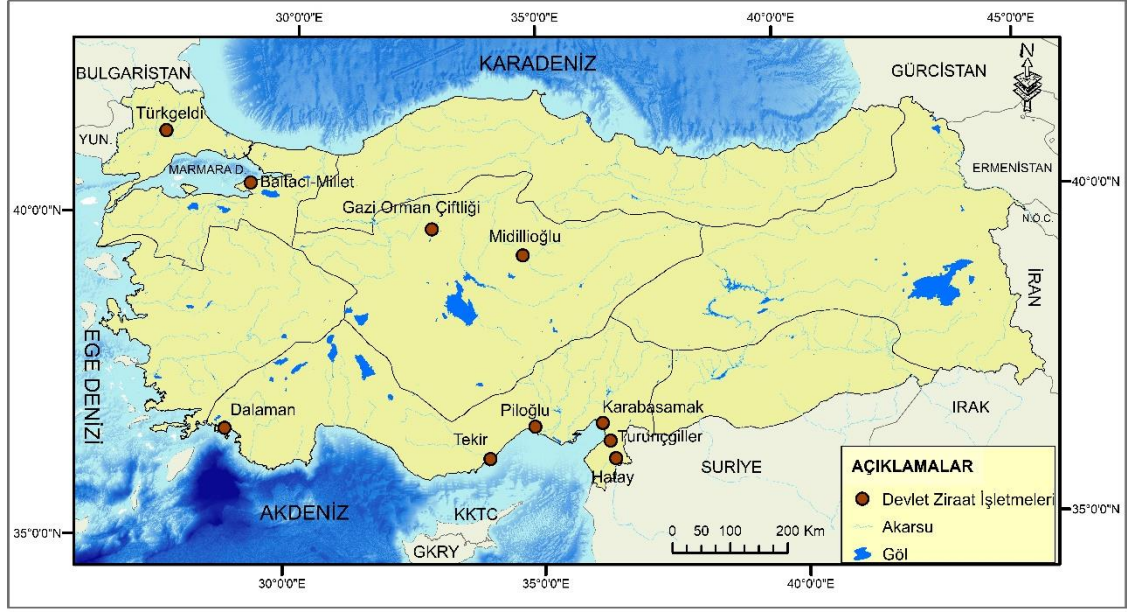 30°0'0"E 35°0'0"E 40°0'0"E 45°0'0"E
BULGARİSTAN
KARADENİZ
GÜRCİSTAN
N
Türkgeldi
YUN.
MARMARA D.
Baltacı-Millet
ERMENİSTAN
40°0'0"N
40°0'0"N
Gazi Orman Çiftliği
N.Ö.C.
Midillioğlu
İRAN
EGE DENİZİ
Dalaman
Piloğlu
Karabasamak
Tekir
Turunçgiller
Hatay
IRAK
SURİYE
AKDENİZ
KKTC
GKRY
35°0'0"N
35°0'0"N
0 50 100 200 Km
AÇIKLAMALAR
Devlet Ziraat İşletmeleri
Akarsu
Göl
30°0'0"E 35°0'0"E 40°0'0"E